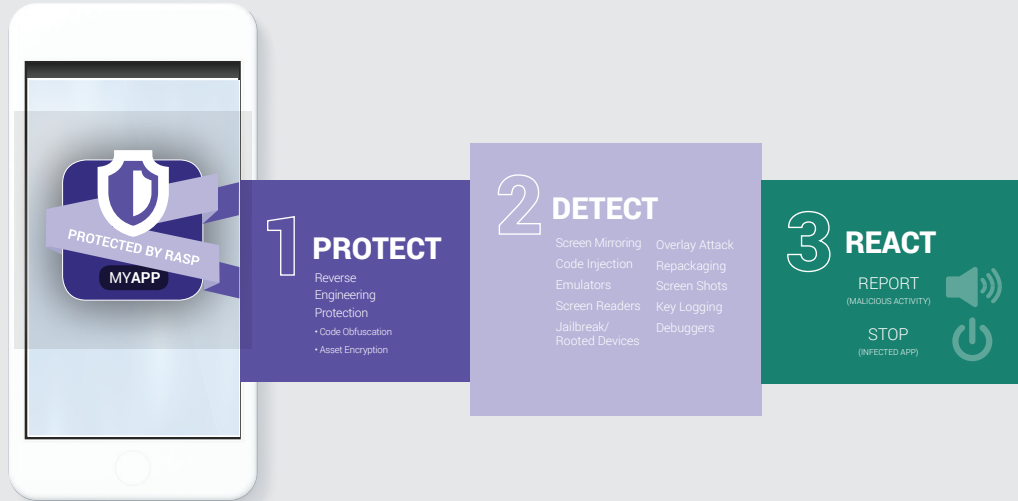 PROTECTED BY RASP
MYAPP
1
PROTECT
Reverse
Engineering
Protection
• Code Obfuscation
• Asset Encryption
2
DETECT
Screen Mirroring
Code Injection
Emulators
Screen Readers
Jailbreak/
Rooted Devices
Overlay Attack
Repackaging
Screen Shots
Key Logging
Debuggers
3
REACT
REPORT
(MALICIOUS ACTIVITY)
STOP
(INFECTED APP)